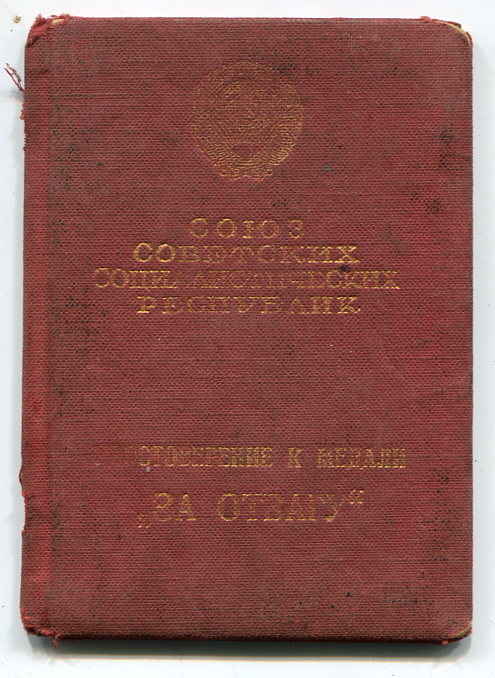 СОЮЗ
СОВЕТСКИХ
СОЦИАЛИСТИЧЕСКИХ
РЕСПУБЛИК
УДОСТОВЕРЕНИЕ К МЕДАЛИ
„ЗА ОТВАГУ“